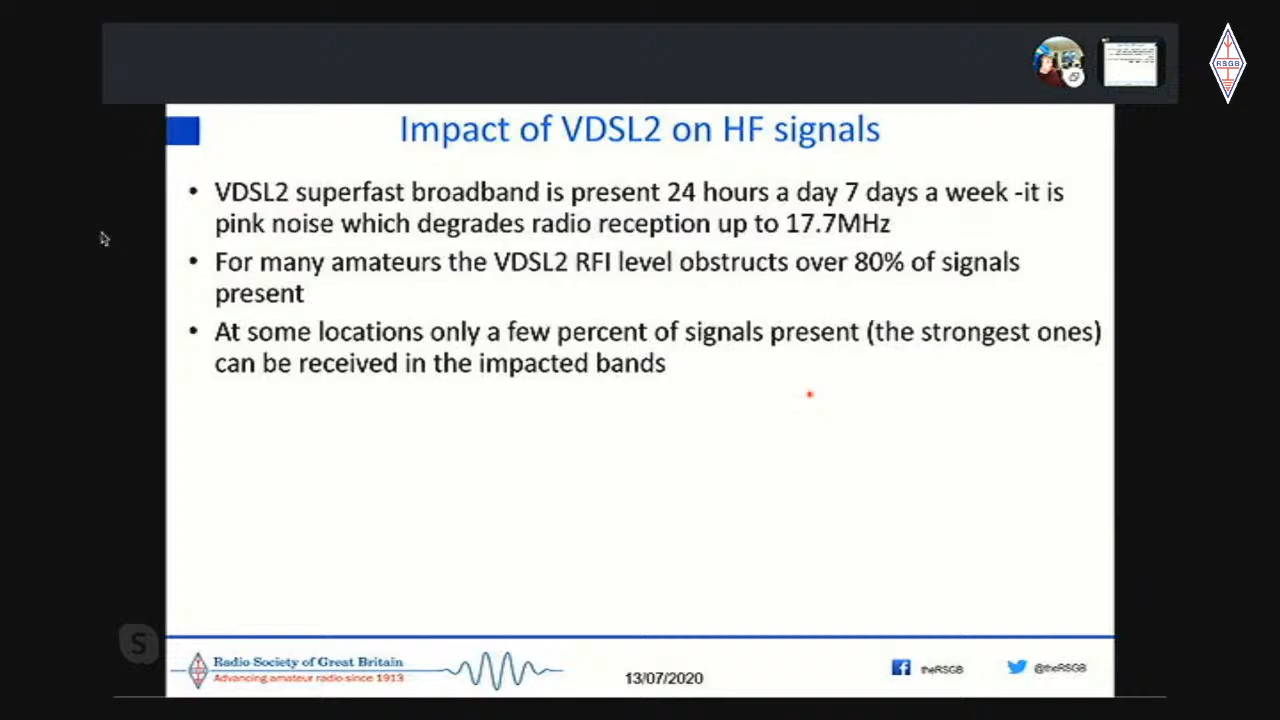 RSGB
Impact of VDSL2 on HF signals
• VDSL2 superfast broadband is present 24 hours a day 7 days a week -it is
pink noise which degrades radio reception up to 17.7MHz
• For many amateurs the VDSL2 RFI level obstructs over 80% of signals
present
• At some locations only a few percent of signals present (the strongest ones)
can be received in the impacted bands
S
Radio Society of Great Britain
Advancing amateur radio since 1913
13/07/2020
theRSGB
@theRSGB